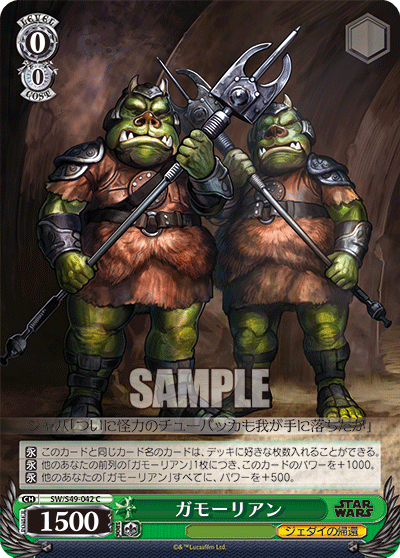 LEVEL
0
0
COST
SAMPLE
ジャバ「ついに怪力のチューバッカも我が手に落ちたか」
永 このカードと同じカード名のカードは、デッキに好きな枚数入れることができる。
永 他のあなたの前列の「ガモーリアン」1枚につき、このカードのパワーを+1000。
永 他のあなたの「ガモーリアン」すべてに、パワーを+500。
CH SW/S49-042 C
POWER
1500
ガモーリアン
STAR WARS
ジェダイの帰還
©&™Lucasfilm Ltd.